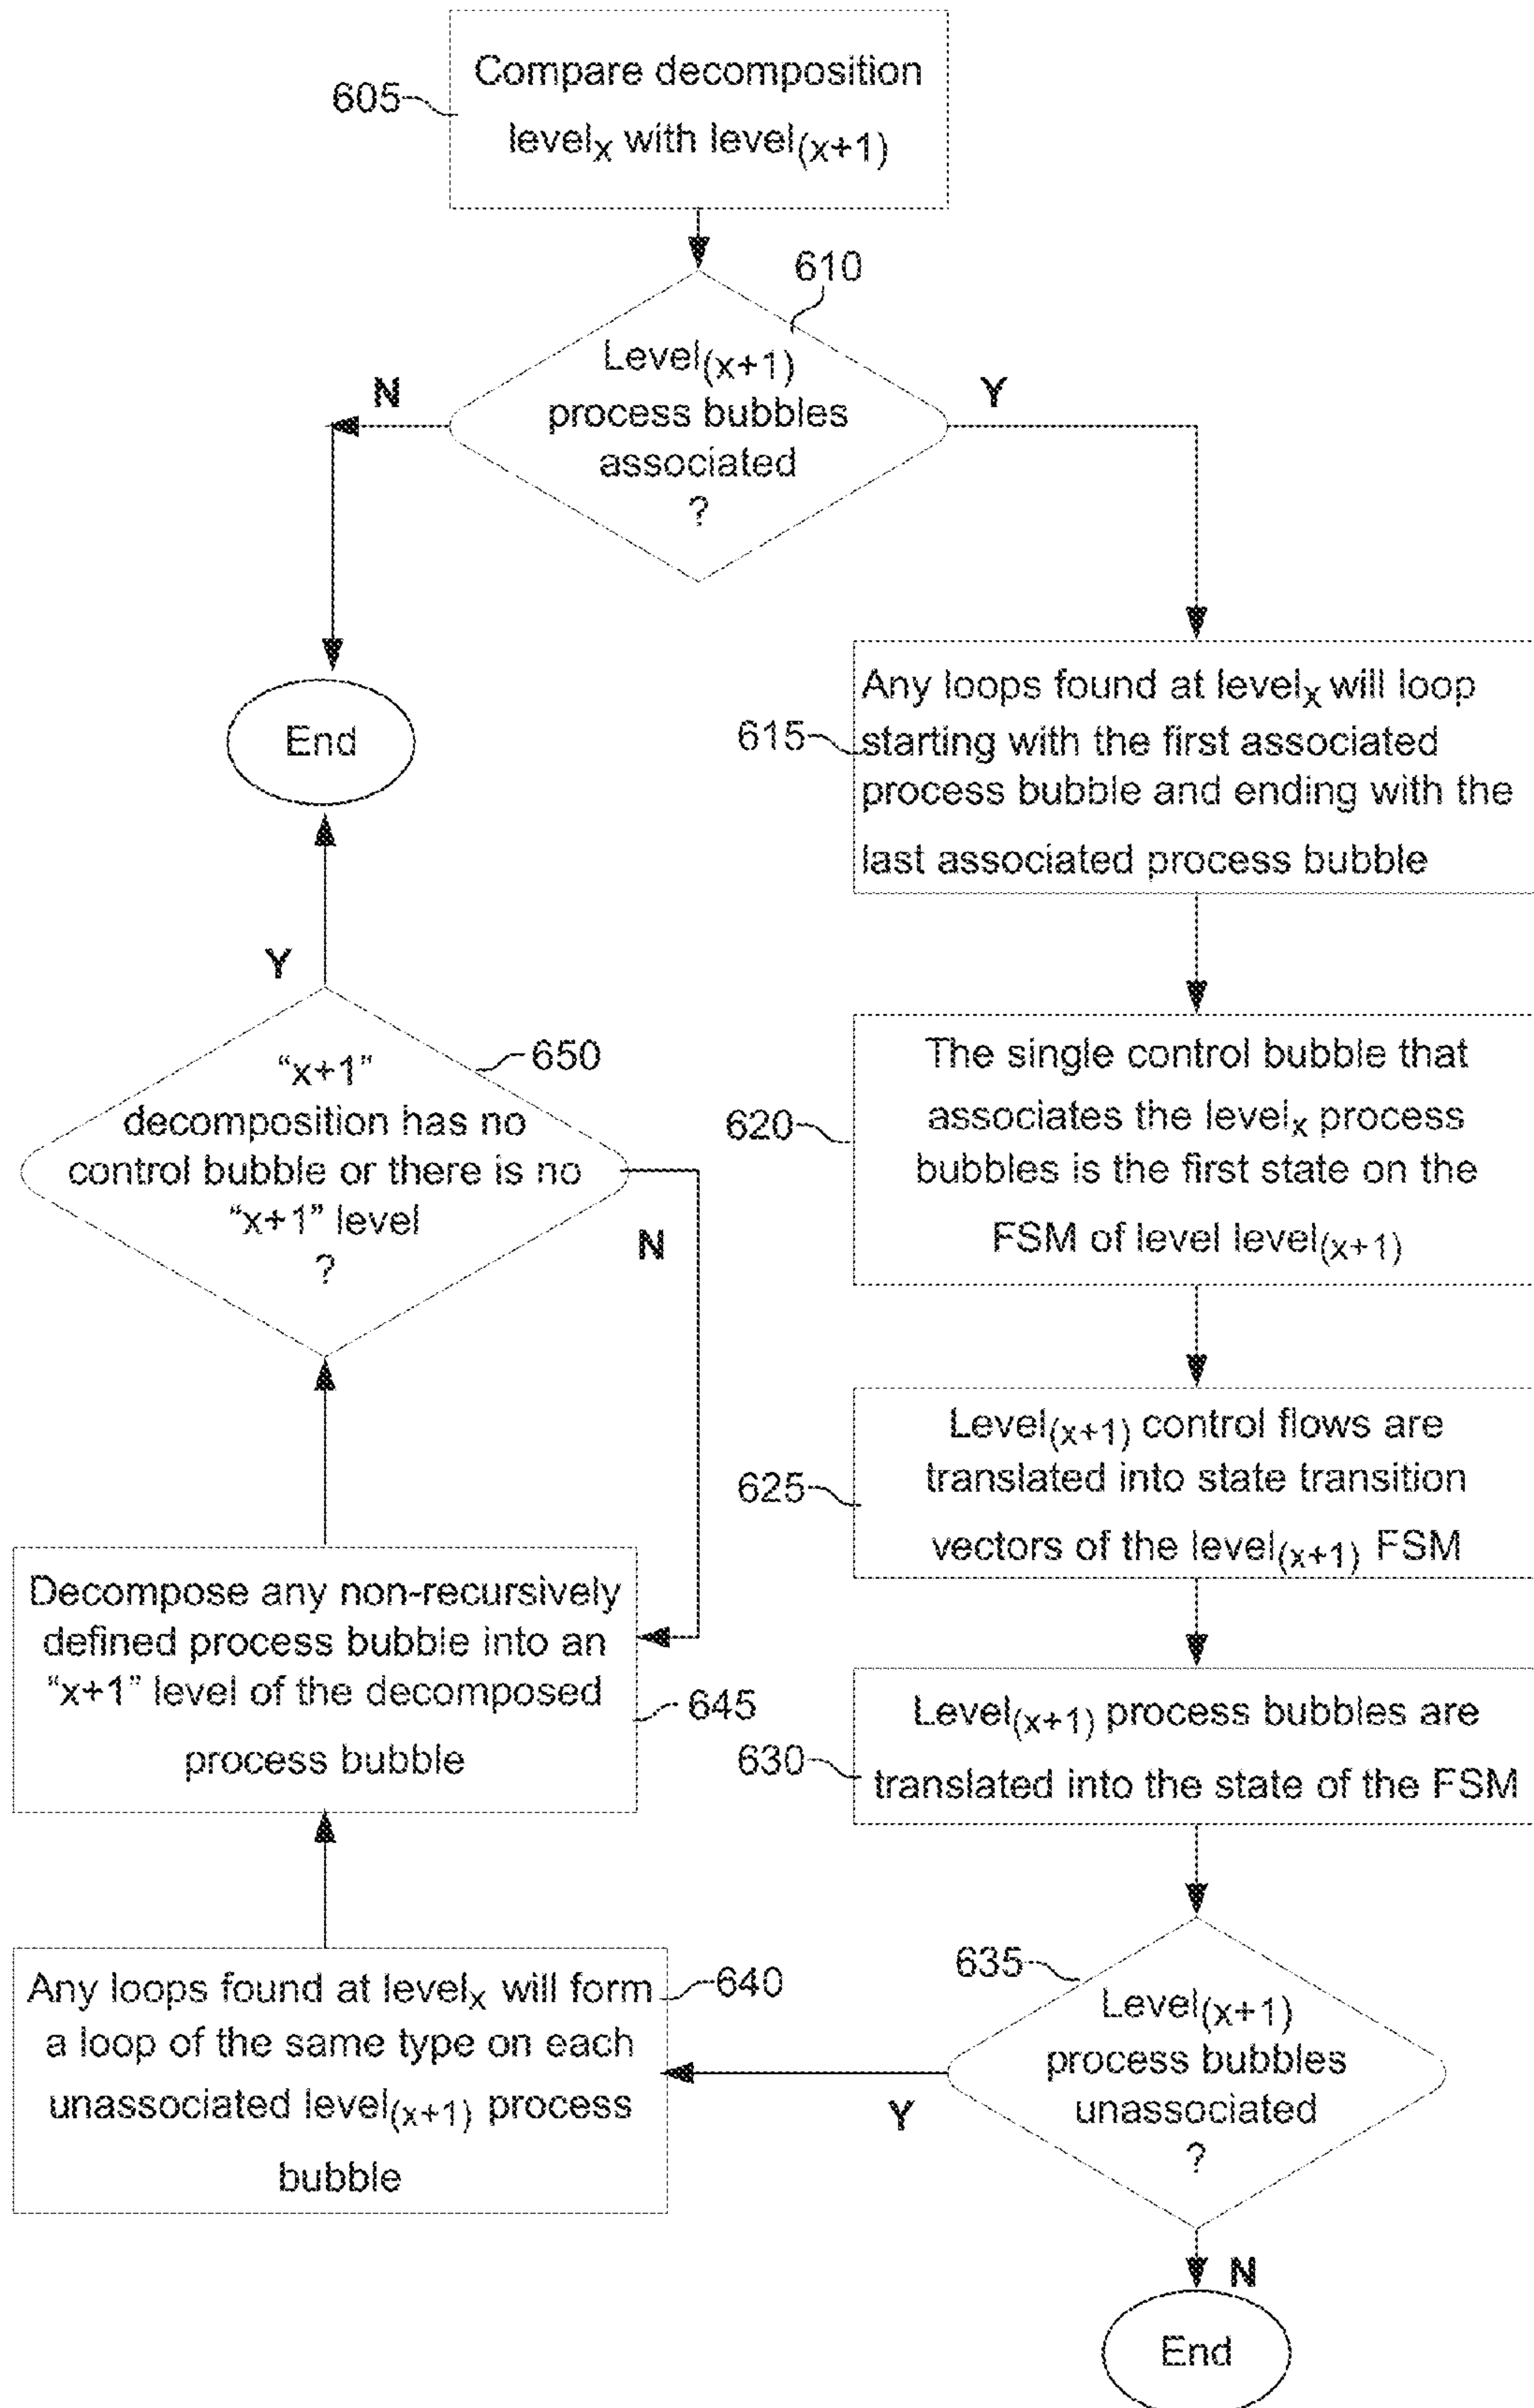 605
Compare decomposition
levelx with level(x+1)
610
Level(x+1)
process bubbles
associated
?
N
Y
End
615
Any loops found at levelx will loop
starting with the first associated
process bubble and ending with the
last associated process bubble
620
The single control bubble that
associates the levelx process
bubbles is the first state on the
FSM of level level(x+1)
625
Level(x+1) control flows are
translated into state transition
vectors of the level(x+1) FSM
630
Level(x+1) process bubbles are
translated into the state of the FSM
635
Level(x+1)
process bubbles
unassociated
?
Y
N
End
640
Any loops found at levelx will form
a loop of the same type on each
unassociated level(x+1) process
bubble
645
Decompose any non-recursively
defined process bubble into an
“x+1” level of the decomposed
process bubble
650
“x+1”
decomposition has no
control bubble or there is no
“x+1” level
?
Y
N